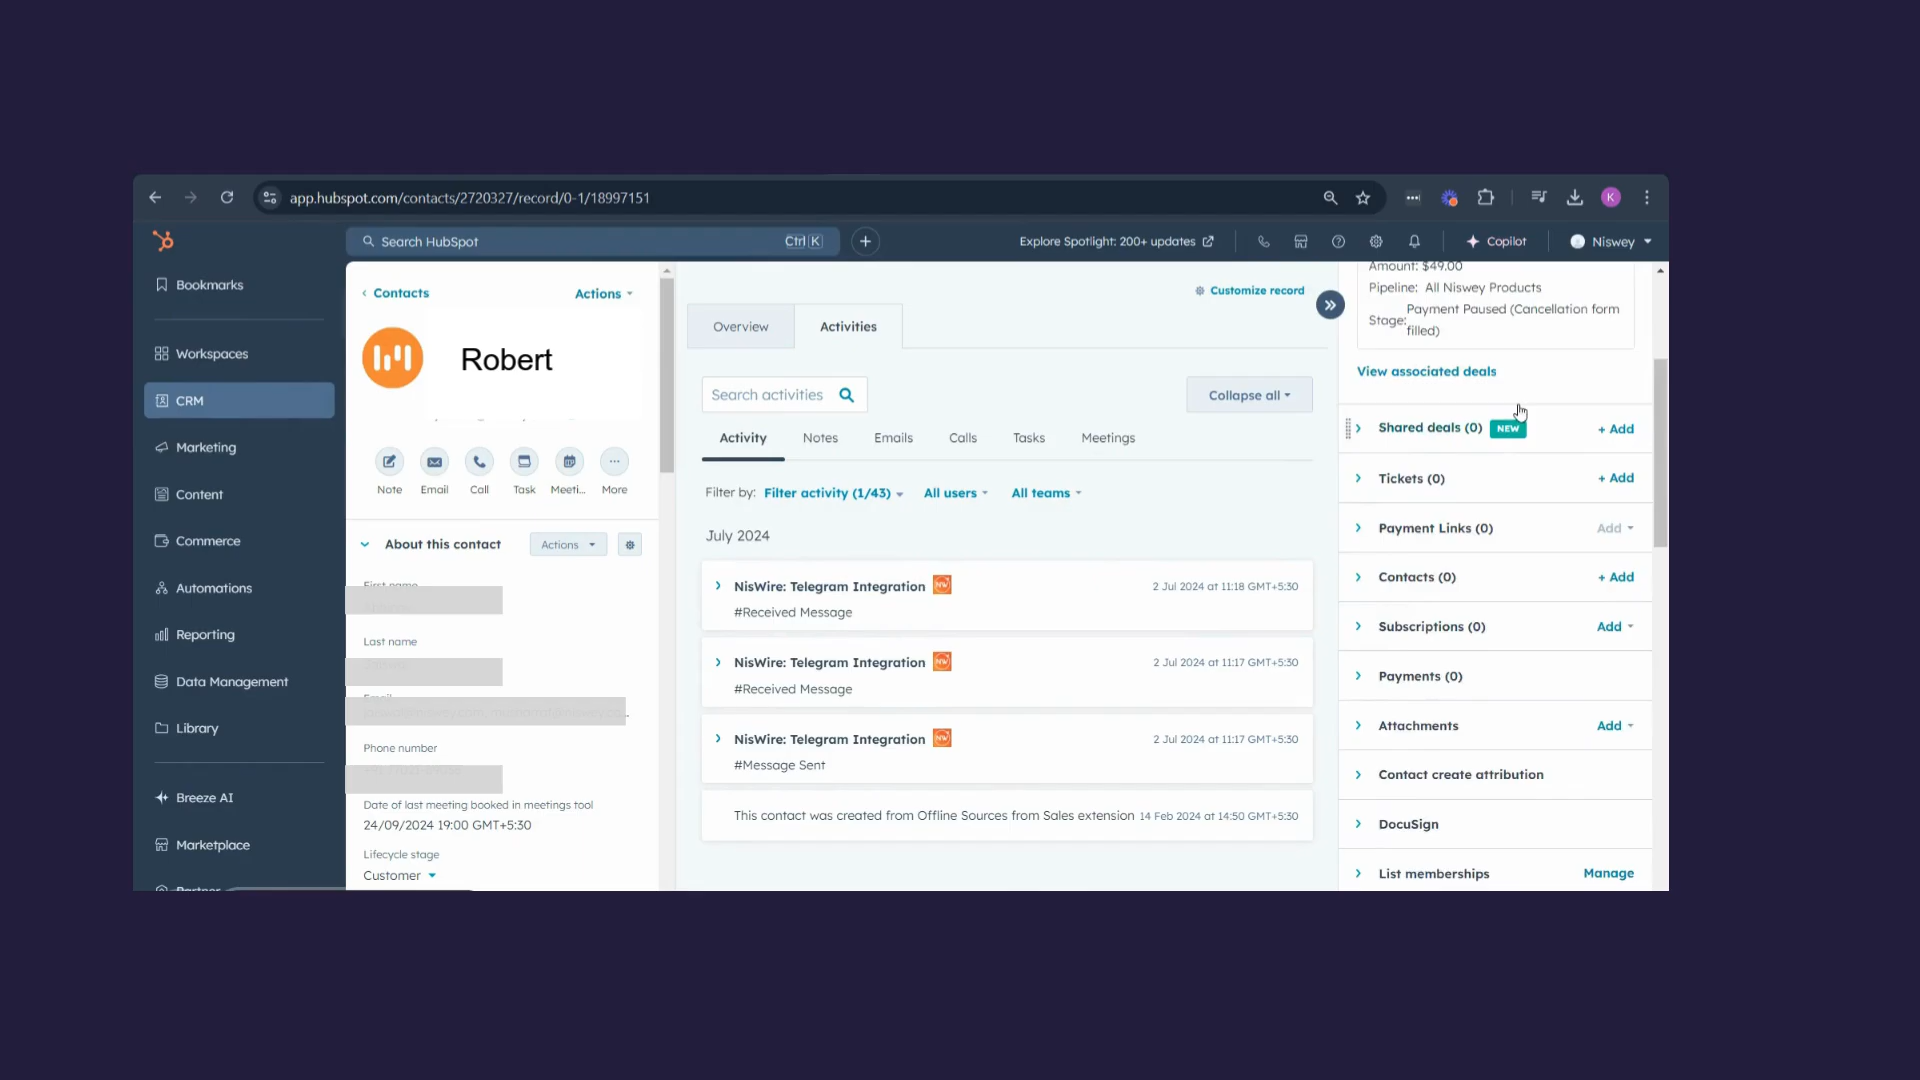 app.hubspot.com/contacts/2720327/record/0-1/18997151
K
Search HubSpot
Ctrl K
Explore Spotlight: 200+ updates
Copilot
Niswey
Bookmarks
Workspaces
CRM
Marketing
Content
Commerce
Automations
Reporting
Data Management
Library
Breeze AI
Marketplace
Partner
Contacts
Actions
Robert
Note
Email
Call
Task
Meeti...
More
About this contact
Actions
First name
Last name
Email
Phone number
Date of last meeting booked in meetings tool
24/09/2024 19:00 GMT+5:30
Lifecycle stage
Customer
Customize record
Overview
Activities
Search activities
Collapse all
Activity
Notes
Emails
Calls
Tasks
Meetings
Filter by:
Filter activity (1/43)
All users
All teams
July 2024
NisWire: Telegram Integration NW
2 Jul 2024 at 11:18 GMT+5:30
#Received Message
NisWire: Telegram Integration NW
2 Jul 2024 at 11:17 GMT+5:30
#Received Message
NisWire: Telegram Integration NW
2 Jul 2024 at 11:17 GMT+5:30
#Message Sent
This contact was created from Offline Sources from Sales extension
14 Feb 2024 at 14:50 GMT+5:30
Amount: $49.00
Pipeline: All Niswey Products
Stage: Payment Paused (Cancellation form
filled)
View associated deals
Shared deals (0) NEW
+ Add
Tickets (0)
+ Add
Payment Links (0)
Add
Contacts (0)
+ Add
Subscriptions (0)
Add
Payments (0)
Attachments
Add
Contact create attribution
DocuSign
List memberships
Manage